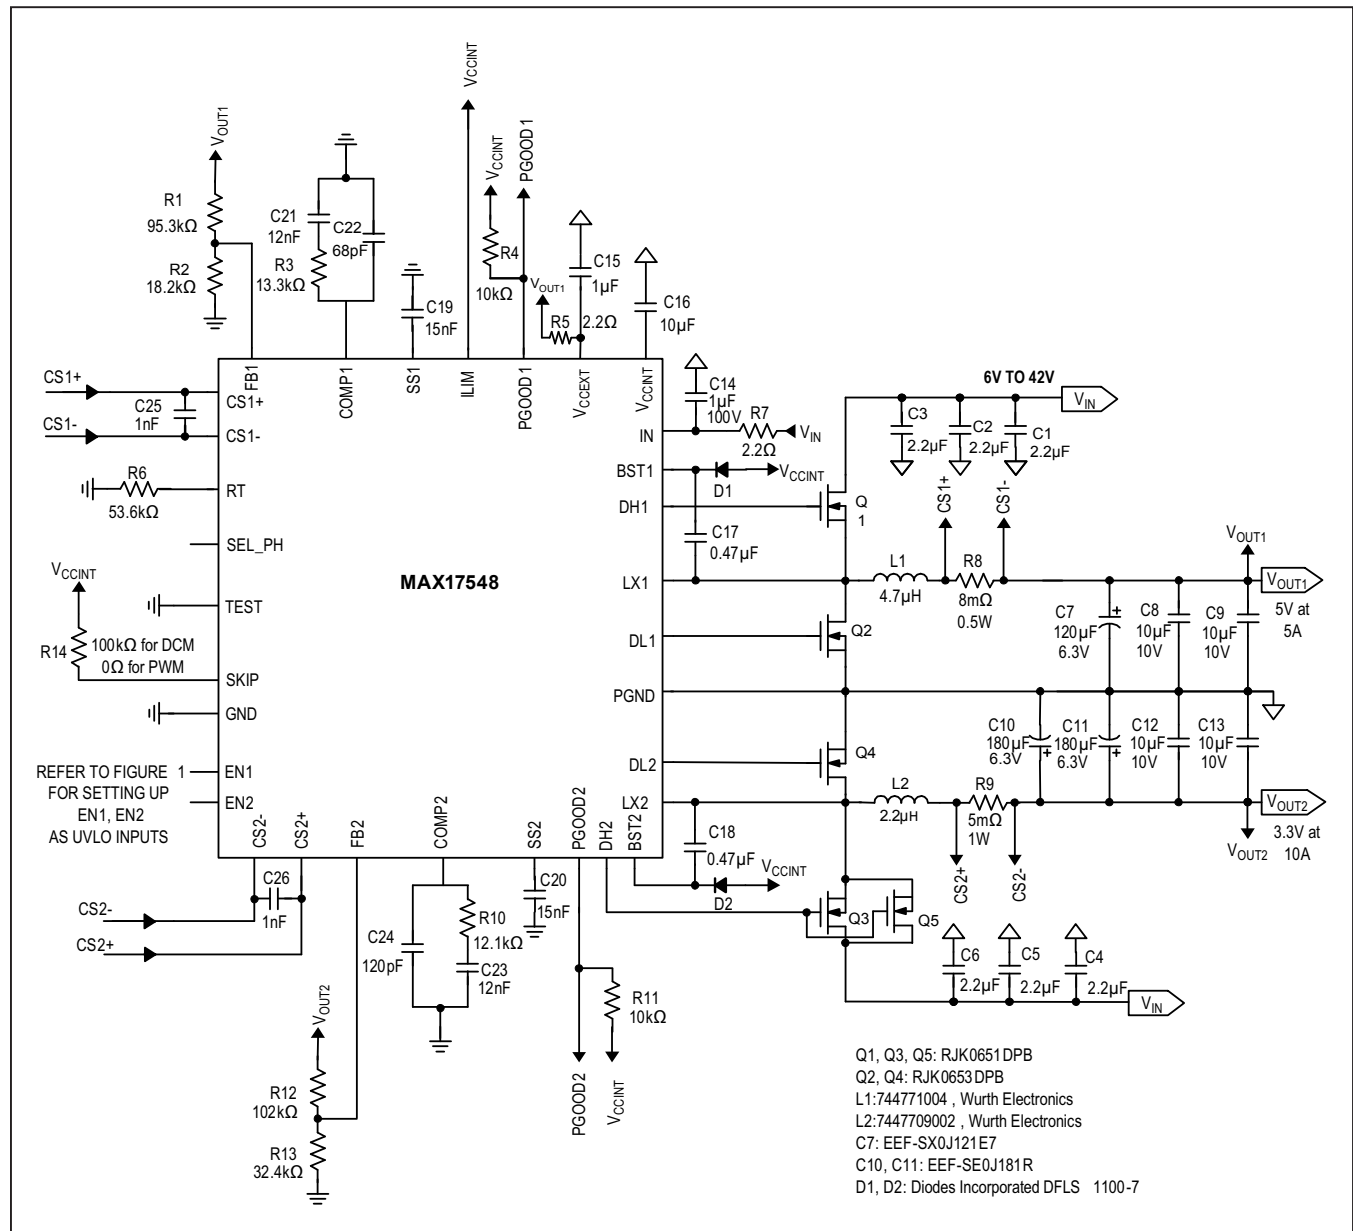 VCCINT
VOUT1
R1
95.3kΩ
R2
18.2kΩ
C21
12nF
C22
68pF
R3
13.3kΩ
C19
15nF
VCCINT
PGOOD1
R4
10kΩ
C15
1µF
VOUT1
R5
2.2Ω
C16
10µF
CS1+
CS1-
C25
1nF
FB1
COMP1
SS1
ILIM
PGOOD1
VCCEXT
VCCINT
CS1+
CS1-
R6
53.6kΩ
RT
SEL_PH
VCCINT
TEST
R14
100kΩ for DCM
0Ω for PWM
SKIP
GND
REFER TO FIGURE 1
FOR SETTING UP
EN1, EN2
AS UVLO INPUTS
EN1
EN2
MAX17548
IN
BST1
DH1
LX1
DL1
PGND
DL2
LX2
C14
1µF
100V
R7
2.2Ω
VIN
D1
VCCINT
C17
0.47µF
6V TO 42V
VIN
C3
2.2µF
C2
2.2µF
C1
2.2µF
Q
1
CS1+
CS1-
L1
4.7µH
R8
8mΩ
0.5W
VOUT1
VOUT1
5V at
5A
Q2
C7
120µF
6.3V
C8
10µF
10V
C9
10µF
10V
C10
180µF
6.3V
C11
180µF
6.3V
C12
10µF
10V
C13
10µF
10V
Q4
L2
2.2µH
R9
5mΩ
1W
VOUT2
3.3V at
10A
VOUT2
CS2+
CS2-
CS2-
CS2+
FB2
COMP2
SS2
PGOOD2
DH2
BST2
C18
0.47µF
VCCINT
D2
Q3
Q5
C26
1nF
CS2-
CS2+
C24
120pF
R10
12.1kΩ
C23
12nF
C20
15nF
R11
10kΩ
PGOOD2
VCCINT
C6
2.2µF
C5
2.2µF
C4
2.2µF
VIN
VOUT2
R12
102kΩ
R13
32.4kΩ
Q1, Q3, Q5: RJK0651DPB
Q2, Q4: RJK0653DPB
L1:744771004 , Wurth Electronics
L2:7447709002 , Wurth Electronics
C7: EEF-SX0J121E7
C10, C11: EEF-SE0J181R
D1, D2: Diodes Incorporated DFLS 1100-7